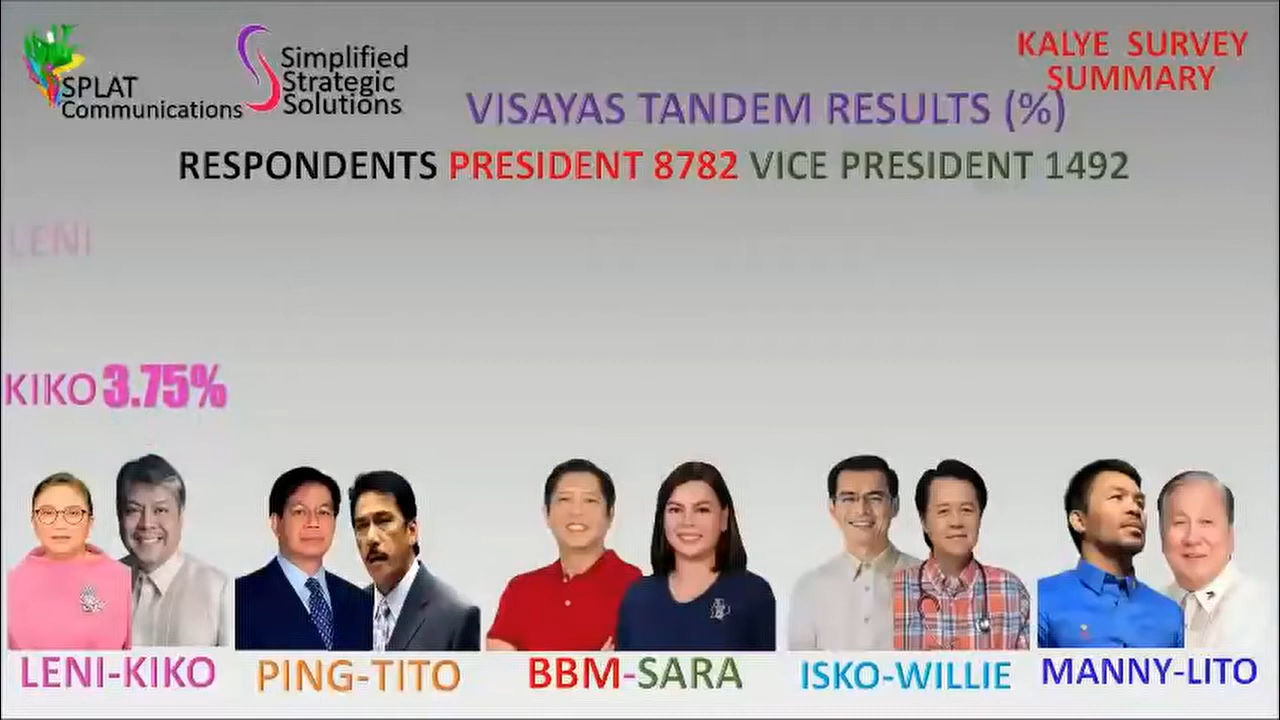 SPLAT
Communications
Simplified
Strategic
Solutions
KALYE SURVEY
SUMMARY
VISAYAS TANDEM RESULTS (%)
RESPONDENTS PRESIDENT 8782 VICE PRESIDENT 1492
LENI
KIKO 3.75%
LENI-KIKO
PING-TITO
BBM-SARA
ISKO-WILLIE
MANNY-LITO